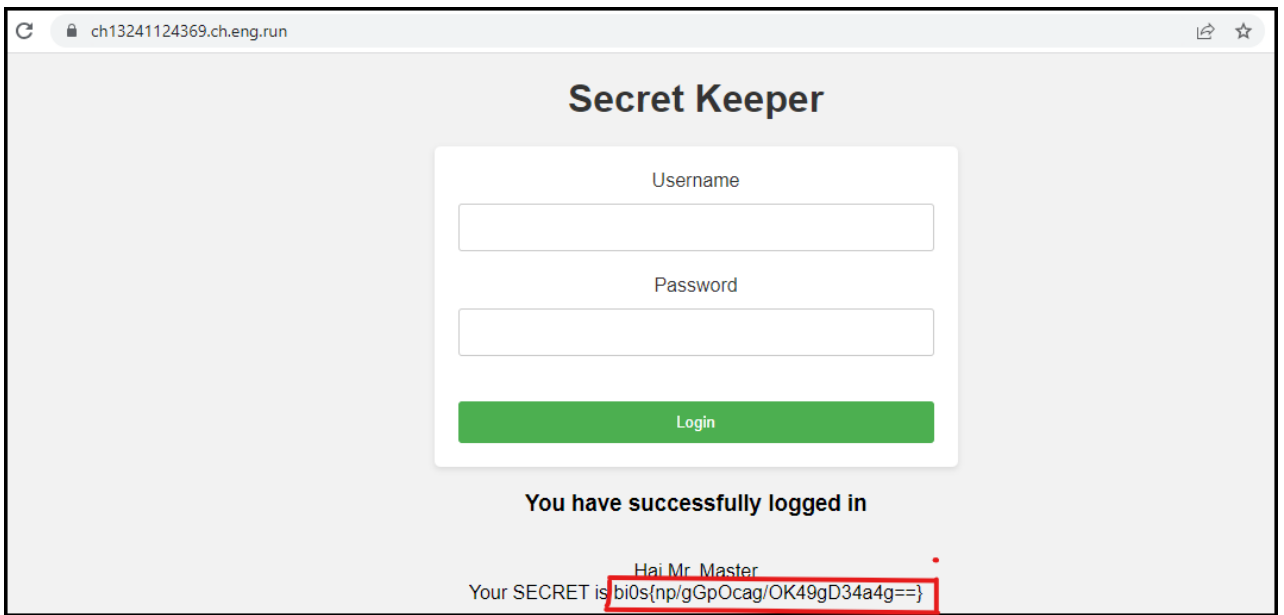 ch13241124369.ch.eng.run
Secret Keeper
Username
Password
Login
You have successfully logged in
Hai Mr. Master
Your SECRET is bi0s{np/gGpOcag/OK49gD34a4g==}